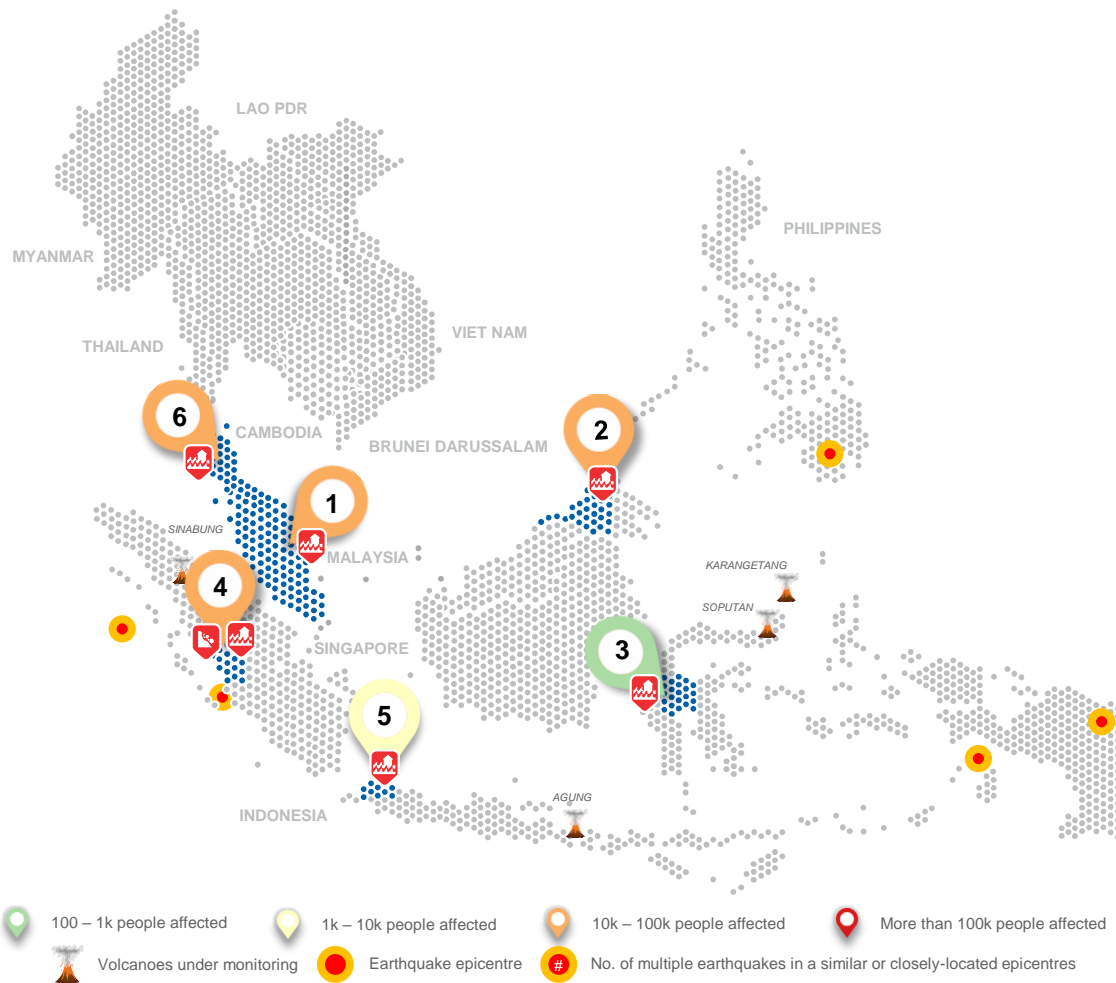 LAO PDR
PHILIPPINES
MYANMAR
VIET NAM
THAILAND
6
CAMBODIA
2
BRUNEI DARUSSALAM
1
SINABUNG
MALAYSIA
KARANGETANG
4
SOPUTAN
3
SINGAPORE
5
AGUNG
INDONESIA
100 – 1k people affected
1k – 10k people affected
10k – 100k people affected
More than 100k people affected
Volcanoes under monitoring
Earthquake epicentre
#
No. of multiple earthquakes in a similar or closely-located epicentres